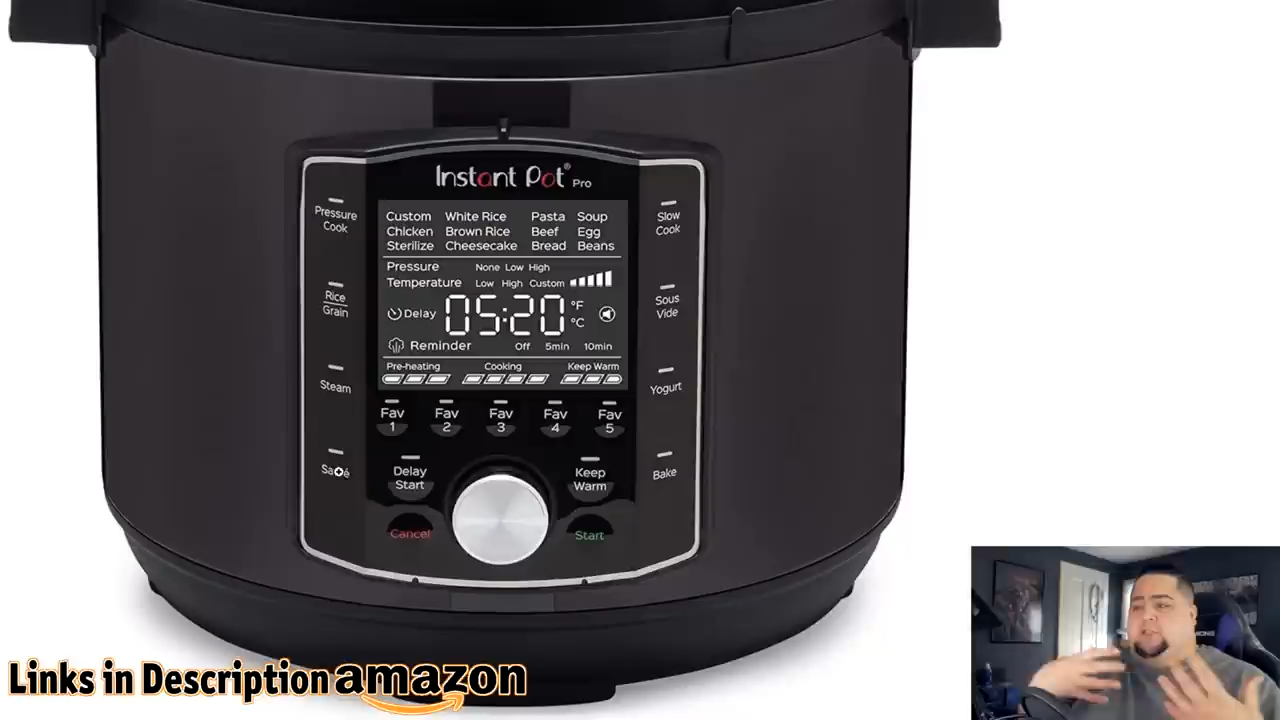 Instant Pot® Pro
Pressure Cook
Rice Grain
Steam
Custom White Rice Pasta Soup
Chicken Brown Rice Beef Egg
Sterilize Cheesecake Bread Beans
Pressure None Low High
Temperature Low High Custom
Delay 05:20 °F °C
Reminder Off 5min 10min
Pre-heating Cooking Keep Warm
Fav 1 Fav 2 Fav 3 Fav 4 Fav 5
Delay Start
Keep Warm
Cancel
Start
Slow Cook
Sous Vide
Yogurt
Bake
Links in Description amazon